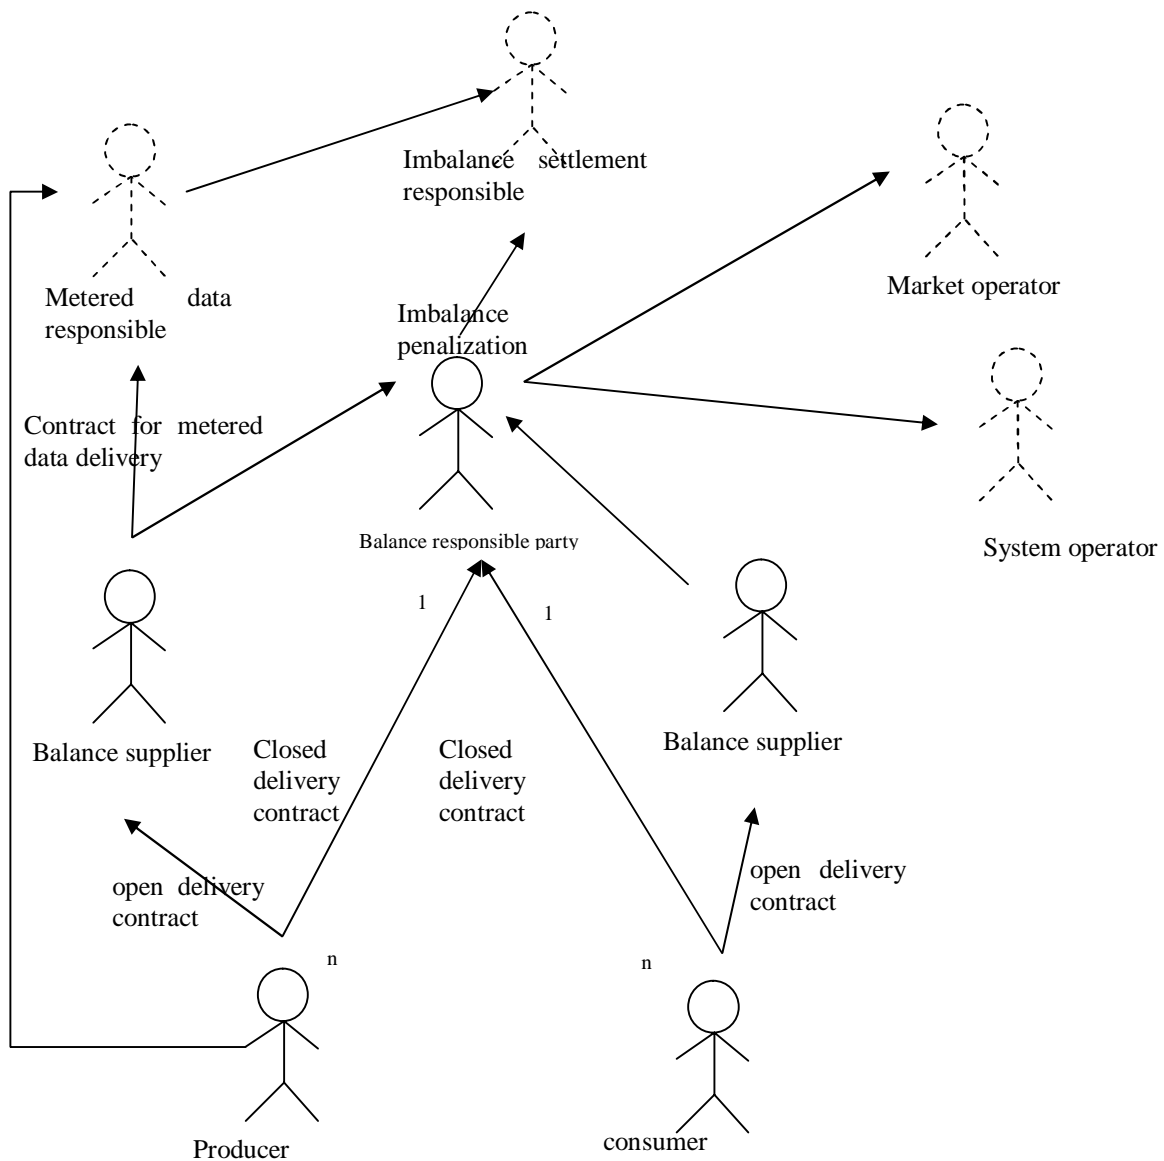 Imbalance settlement
responsible
Market operator
Metered data
responsible
Imbalance
penalization
Contract for metered
data delivery
Balance responsible party
System operator
1
1
Balance supplier
Balance supplier
Closed
delivery
contract
Closed
delivery
contract
open delivery
contract
open delivery
contract
n
n
Producer
consumer